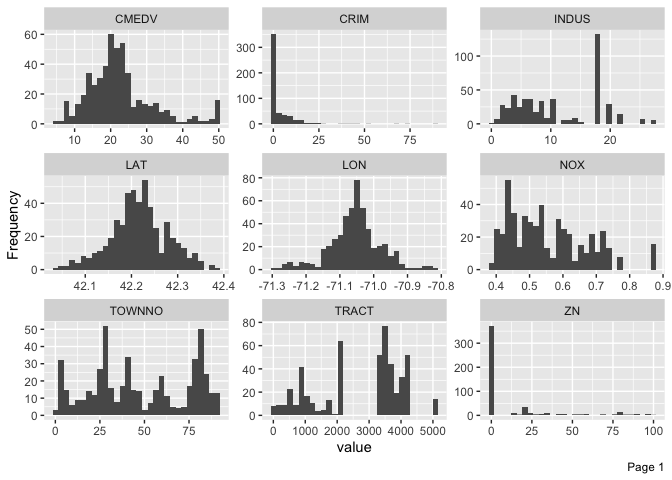 CMEDV CRIM INDUS
60
40
20
0
10 20 30 40 50
300
200
100
0
0 25 50 75
100
50
0
0 10 20
LAT LON NOX
40
20
0
42.1 42.2 42.3 42.4
80
60
40
20
0
-71.3 -71.2 -71.1 -71.0 -70.9 -70.8
40
20
0
0.4 0.5 0.6 0.7 0.8 0.9
Frequency
TOWNNO TRACT ZN
50
40
30
20
10
0
0 25 50 75
80
60
40
20
0
0 1000 2000 3000 4000 5000
300
200
100
0
0 25 50 75 100
value
Page 1